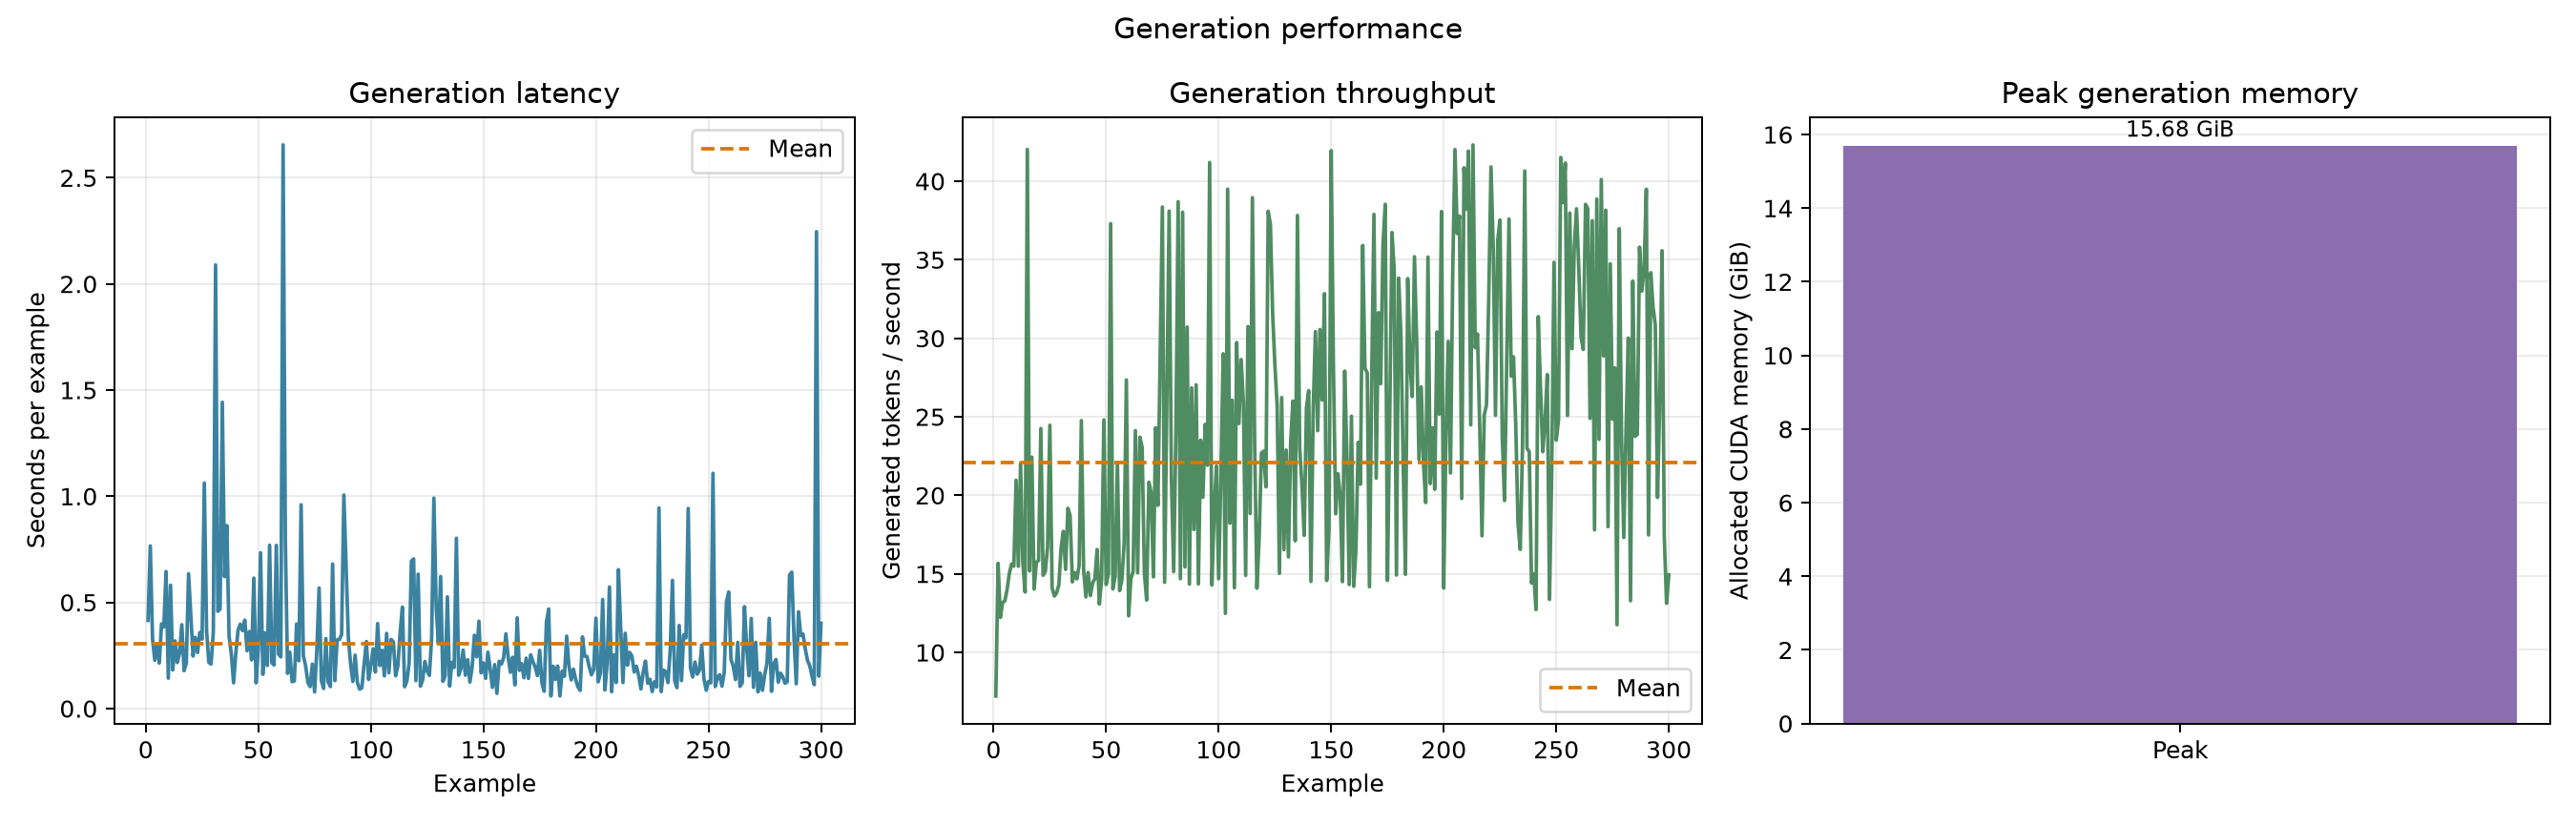 Generation performance
Generation latency
Seconds per example
2.5
2.0
1.5
1.0
0.5
0.0
0 50 100 150 200 250 300
Example
Mean
Generation throughput
Generated tokens / second
40
35
30
25
20
15
10
0 50 100 150 200 250 300
Example
Mean
Peak generation memory
Allocated CUDA memory (GiB)
16
14
12
10
8
6
4
2
0
15.68 GiB
Peak